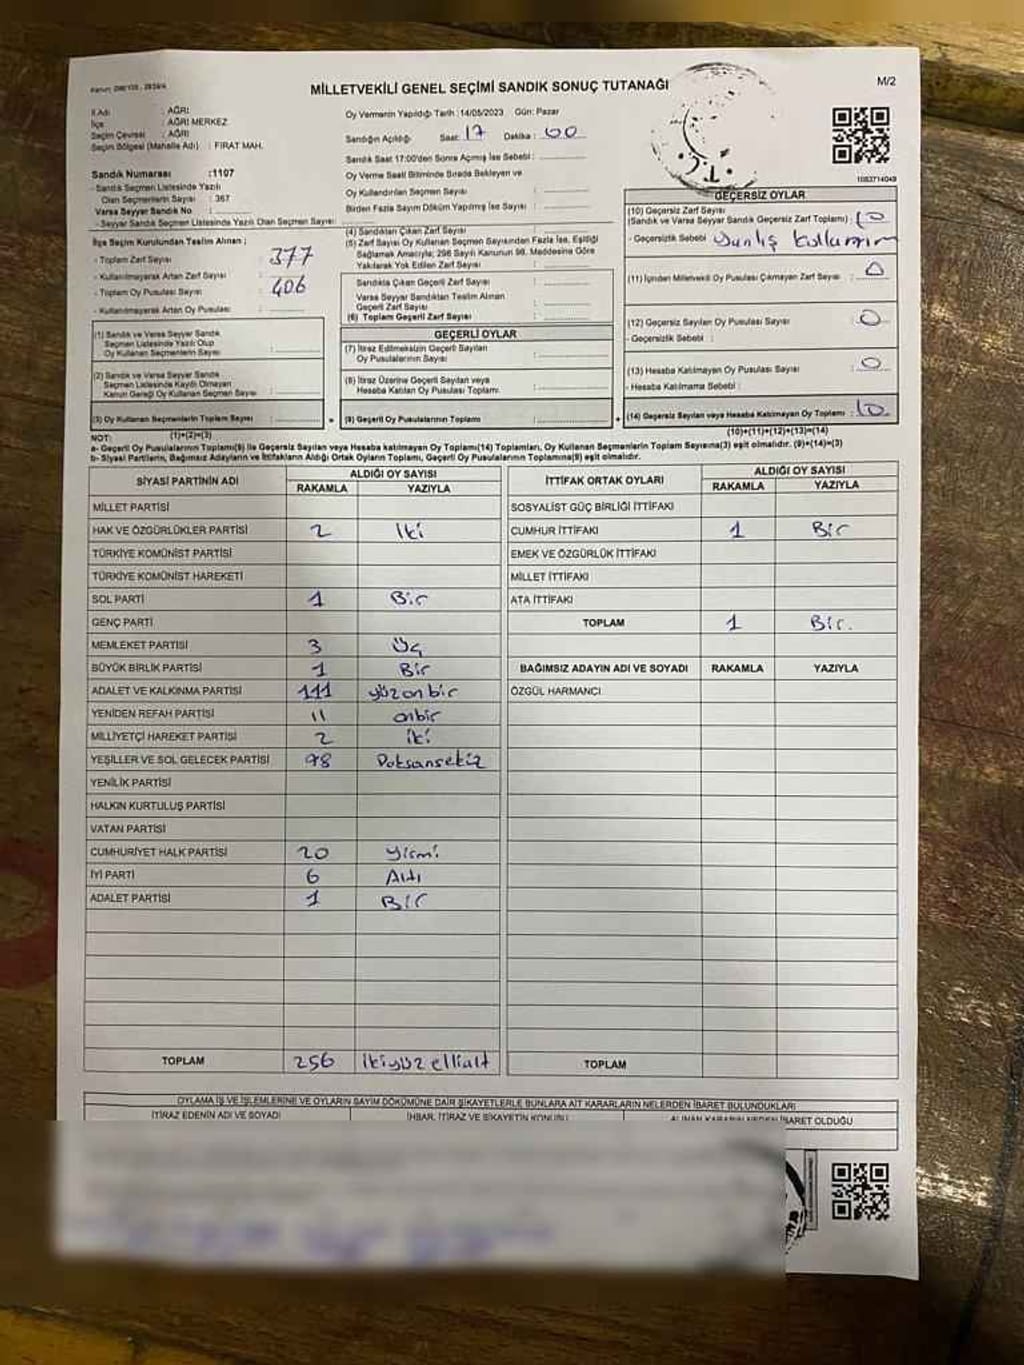 MİLLETVEKİLİ GENEL SEÇİMİ SANDIK SONUÇ TUTANAĞI
M/2
İl Adı : AĞRI
İlçe : AĞRI MERKEZ
Seçim Çevresi : AĞRI
Seçim Bölgesi (Mahalle Adı) : FIRAT MAH.
Oy Vermenin Yapıldığı Tarih : 14/05/2023 Gün: Pazar
Sandığın Açıldığı Saat: 17 Dakika : 00
Sandık Saat 17:00'den Sonra Açılmış İse Sebebi :
Oy Verme Saati Bitiminde Sırada Bekleyen ve
Oy Kullandırılan Seçmen Sayısı :
Birden Fazla Sayım Döküm Yapılmış İse Sayısı :
T.C.
1083714049
Sandık Numarası :1107
- Sandık Seçmen Listesinde Yazılı
Olan Seçmenlerin Sayısı : 367
Varsa Seyyar Sandık No :
- Seyyar Sandık Seçmen Listesinde Yazılı Olan Seçmen Sayısı:
İlçe Seçim Kurulundan Teslim Alınan ;
- Toplam Zarf Sayısı : 377
- Kullanılmayarak Artan Zarf Sayısı :
- Toplam Oy Pusulası Sayısı : 406
- Kullanılmayarak Artan Oy Pusulası :
(4) Sandıktan Çıkan Zarf Sayısı :
(5) Zarf Sayısı Oy Kullanan Seçmen Sayısından Fazla İse, Eşitliği
Sağlamak Amacıyla; 298 Sayılı Kanunun 98. Maddesine Göre
Yakılarak Yok Edilen Zarf Sayısı :
Sandıkta Çıkan Geçerli Zarf Sayısı :
Varsa Seyyar Sandıktan Teslim Alınan
Geçerli Zarf Sayısı :
(6) Toplam Geçerli Zarf Sayısı :
GEÇERSİZ OYLAR
(10) Geçersiz Zarf Sayısı
(Sandık ve Varsa Seyyar Sandık Geçersiz Zarf Toplamı) : 10
- Geçersizlik Sebebi Yanlış kullanım
(11) İçinden Milletvekili Oy Pusulası Çıkmayan Zarf Sayısı : 0
(12) Geçersiz Sayılan Oy Pusulası Sayısı : 0
- Geçersizlik Sebebi :
(13) Hesaba Katılmayan Oy Pusulası Sayısı : 0
- Hesaba Katılmama Sebebi :
(14) Geçersiz Sayılan veya Hesaba Katılmayan Oy Toplamı : 10
(10)+(11)+(12)+(13)=(14)
(1) Sandık ve Varsa Seyyar Sandık
Seçmen Listesinde Yazılı Olup
Oy Kullanan Seçmenlerin Sayısı :
(2) Sandık ve Varsa Seyyar Sandık
Seçmen Listesinde Kaydı Olmayan
Kanun Gereği Oy Kullanan Seçmen Sayısı :
(3) Oy Kullanan Seçmenlerin Toplam Sayısı :
(1)+(2)=(3)
GEÇERLİ OYLAR
(7) İtiraz Edilmeksizin Geçerli Sayılan
Oy Pusulalarının Sayısı :
(8) İtiraz Üzerine Geçerli Sayılan veya
Hesaba Katılan Oy Pusulası Toplamı :
(9) Geçerli Oy Pusulalarının Toplamı :
NOT:
a- Geçerli Oy Pusulalarının Toplamı(9) ile Geçersiz Sayılan veya Hesaba katılmayan Oy Toplamı(14) Toplamları, Oy Kullanan Seçmenlerin Toplam Sayısına(3) eşit olmalıdır. (9)+(14)=(3)
b- Siyasi Partilerin, Bağımsız Adayların ve İttifakların Aldığı Ortak Oyların Toplamı, Geçerli Oy Pusulalarının Toplamına(9) eşit olmalıdır.
SİYASİ PARTİNİN ADI ALDIĞI OY SAYISI
RAKAMLA YAZIYLA
MİLLET PARTİSİ
HAK VE ÖZGÜRLÜKLER PARTİSİ 2 İki
TÜRKİYE KOMÜNİST PARTİSİ
TÜRKİYE KOMÜNİST HAREKETİ
SOL PARTİ 1 Bir
GENÇ PARTİ
MEMLEKET PARTİSİ 3 Üç
BÜYÜK BİRLİK PARTİSİ 1 Bir
ADALET VE KALKINMA PARTİSİ 111 yüzonbir
YENİDEN REFAH PARTİSİ 11 onbir
MİLLİYETÇİ HAREKET PARTİSİ 2 iki
YEŞİLLER VE SOL GELECEK PARTİSİ 98 Doksansekiz
YENİLİK PARTİSİ
HALKIN KURTULUŞ PARTİSİ
VATAN PARTİSİ
CUMHURİYET HALK PARTİSİ 20 Yirmi
İYİ PARTİ 6 Altı
ADALET PARTİSİ 1 Bir
TOPLAM 256 ikiyüz ellialt
İTTİFAK ORTAK OYLARI ALDIĞI OY SAYISI
RAKAMLA YAZIYLA
SOSYALİST GÜÇ BİRLİĞİ İTTİFAKI
CUMHUR İTTİFAKI 1 Bir
EMEK VE ÖZGÜRLÜK İTTİFAKI
MİLLET İTTİFAKI
ATA İTTİFAKI
TOPLAM 1 Bir.
BAĞIMSIZ ADAYIN ADI VE SOYADI RAKAMLA YAZIYLA
ÖZGÜL HARMANCI
TOPLAM
OYLAMA İŞ VE İŞLEMLERİNE VE OYLARIN SAYIM DÖKÜMÜNE DAİR ŞİKAYETLERLE BUNLARA AİT KARARLARIN NELERDEN İBARET BULUNDUKLARI
İTİRAZ EDENİN ADI VE SOYADI İHBAR, İTİRAZ VE ŞİKAYETİN KONUSU ALINAN KARARIN NEDEN İBARET OLDUĞU